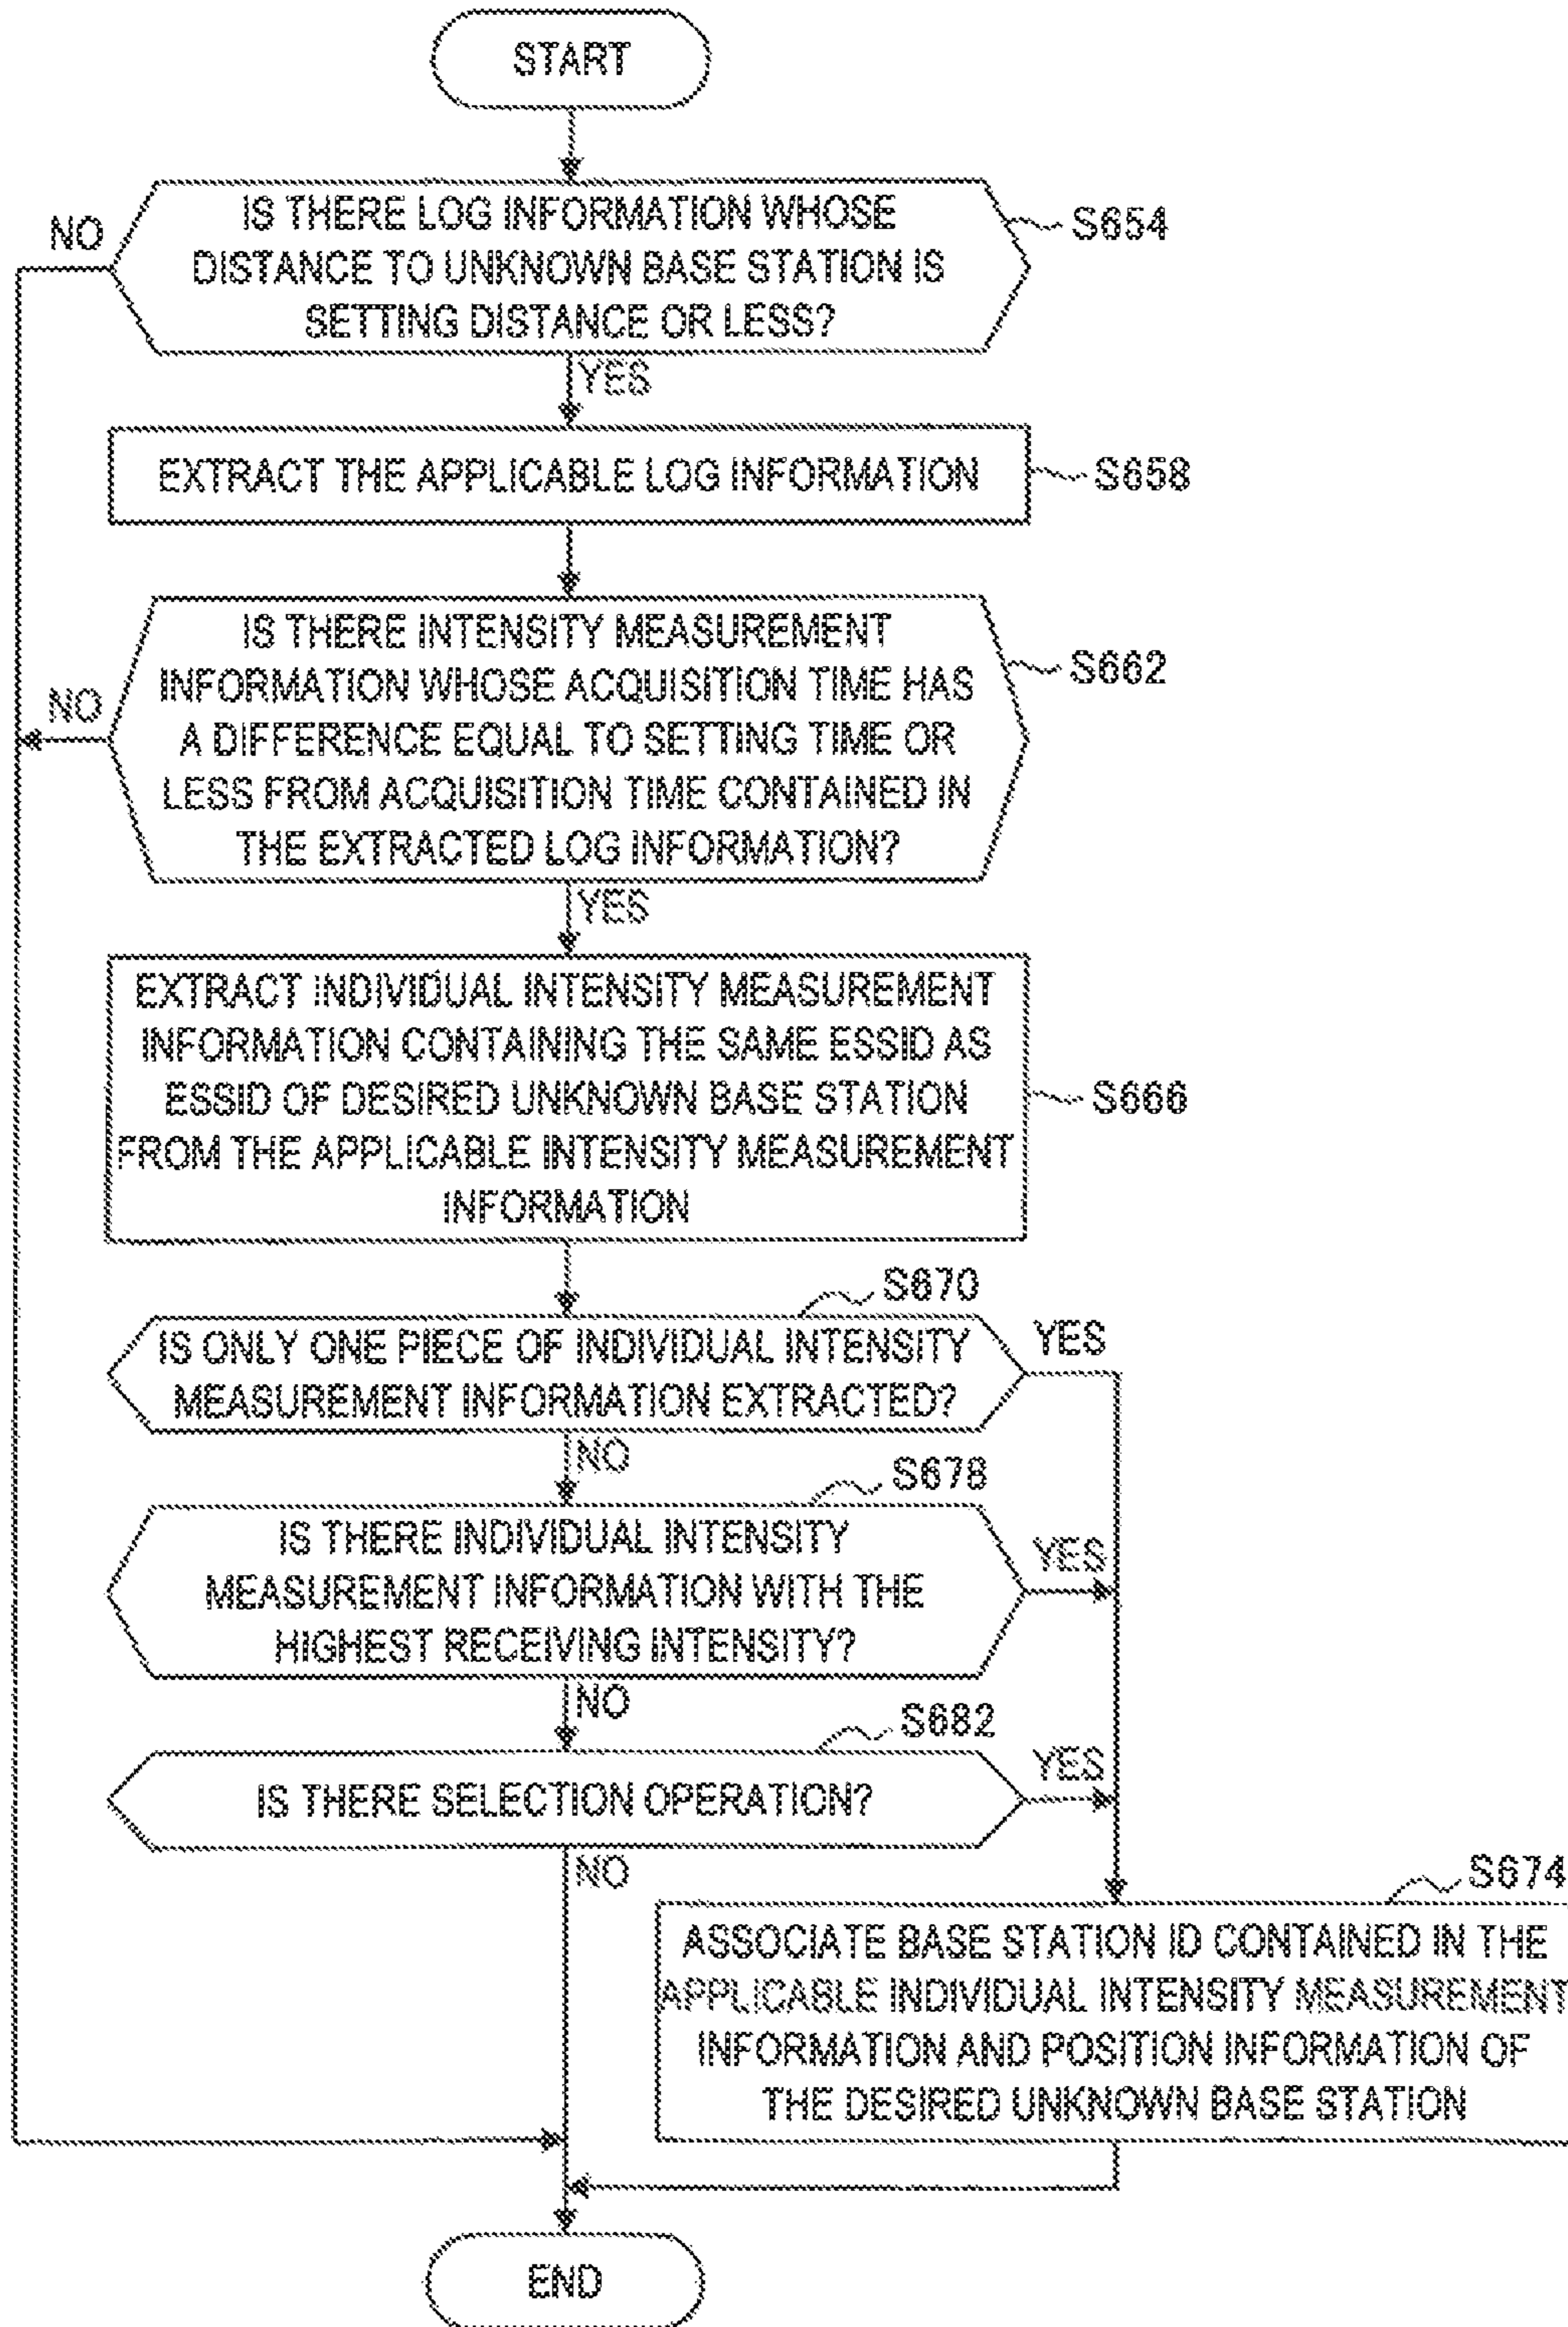 START
IS THERE LOG INFORMATION WHOSE
DISTANCE TO UNKNOWN BASE STATION IS
SETTING DISTANCE OR LESS?
NO
S654
YES
EXTRACT THE APPLICABLE LOG INFORMATION
S658
IS THERE INTENSITY MEASUREMENT
INFORMATION WHOSE ACQUISITION TIME HAS
A DIFFERENCE EQUAL TO SETTING TIME OR
LESS FROM ACQUISITION TIME CONTAINED IN
THE EXTRACTED LOG INFORMATION?
NO
S662
YES
EXTRACT INDIVIDUAL INTENSITY MEASUREMENT
INFORMATION CONTAINING THE SAME ESSID AS
ESSID OF DESIRED UNKNOWN BASE STATION
FROM THE APPLICABLE INTENSITY MEASUREMENT
INFORMATION
S666
S670
IS ONLY ONE PIECE OF INDIVIDUAL INTENSITY
MEASUREMENT INFORMATION EXTRACTED?
YES
NO
S678
IS THERE INDIVIDUAL INTENSITY
MEASUREMENT INFORMATION WITH THE
HIGHEST RECEIVING INTENSITY?
YES
NO
S682
IS THERE SELECTION OPERATION?
YES
NO
S674
ASSOCIATE BASE STATION ID CONTAINED IN THE
APPLICABLE INDIVIDUAL INTENSITY MEASUREMENT
INFORMATION AND POSITION INFORMATION OF
THE DESIRED UNKNOWN BASE STATION
END